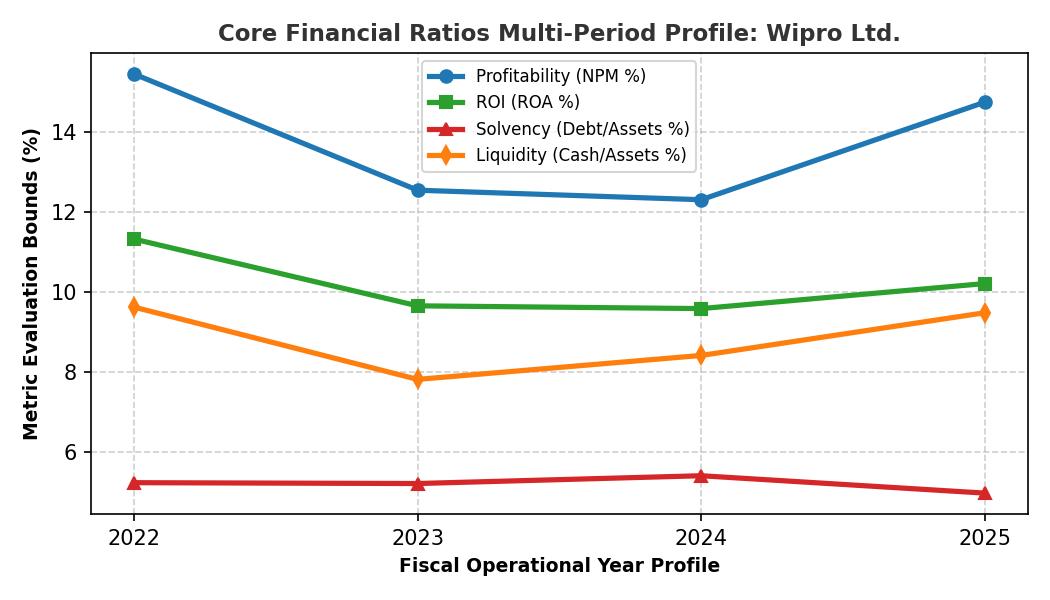 Core Financial Ratios Multi-Period Profile: Wipro Ltd.
Profitability (NPM %)
ROI (ROA %)
Solvency (Debt/Assets %)
Liquidity (Cash/Assets %)
Metric Evaluation Bounds (%)
14
12
10
8
6
2022 2023 2024 2025
Fiscal Operational Year Profile